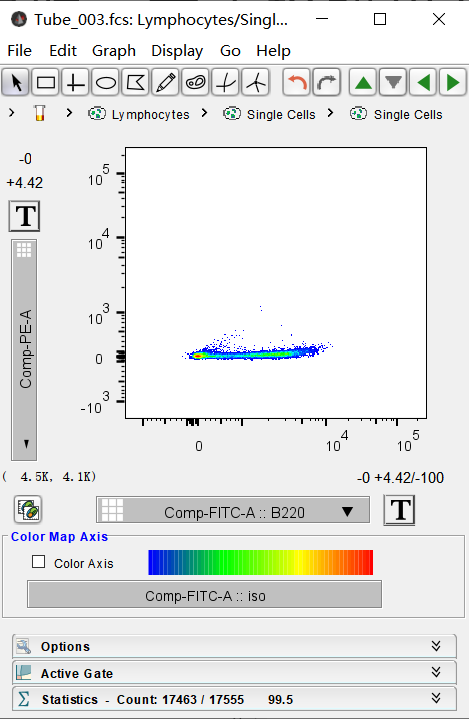 Tube_003.fcs: Lymphocytes/Singl...
File Edit Graph Display Go Help
> > Lymphocytes > Single Cells > Single Cells
-0
+4.42
T
Comp-PE-A
10^5
10^4
10^3
0
-10^3
0 10^4 10^5
( 4.5K, 4.1K)
-0 +4.42/-100
Comp-FITC-A :: B220 ▼ T
Color Map Axis
Color Axis
Comp-FITC-A :: iso
Options
Active Gate
Σ Statistics - Count: 17463 / 17555 99.5